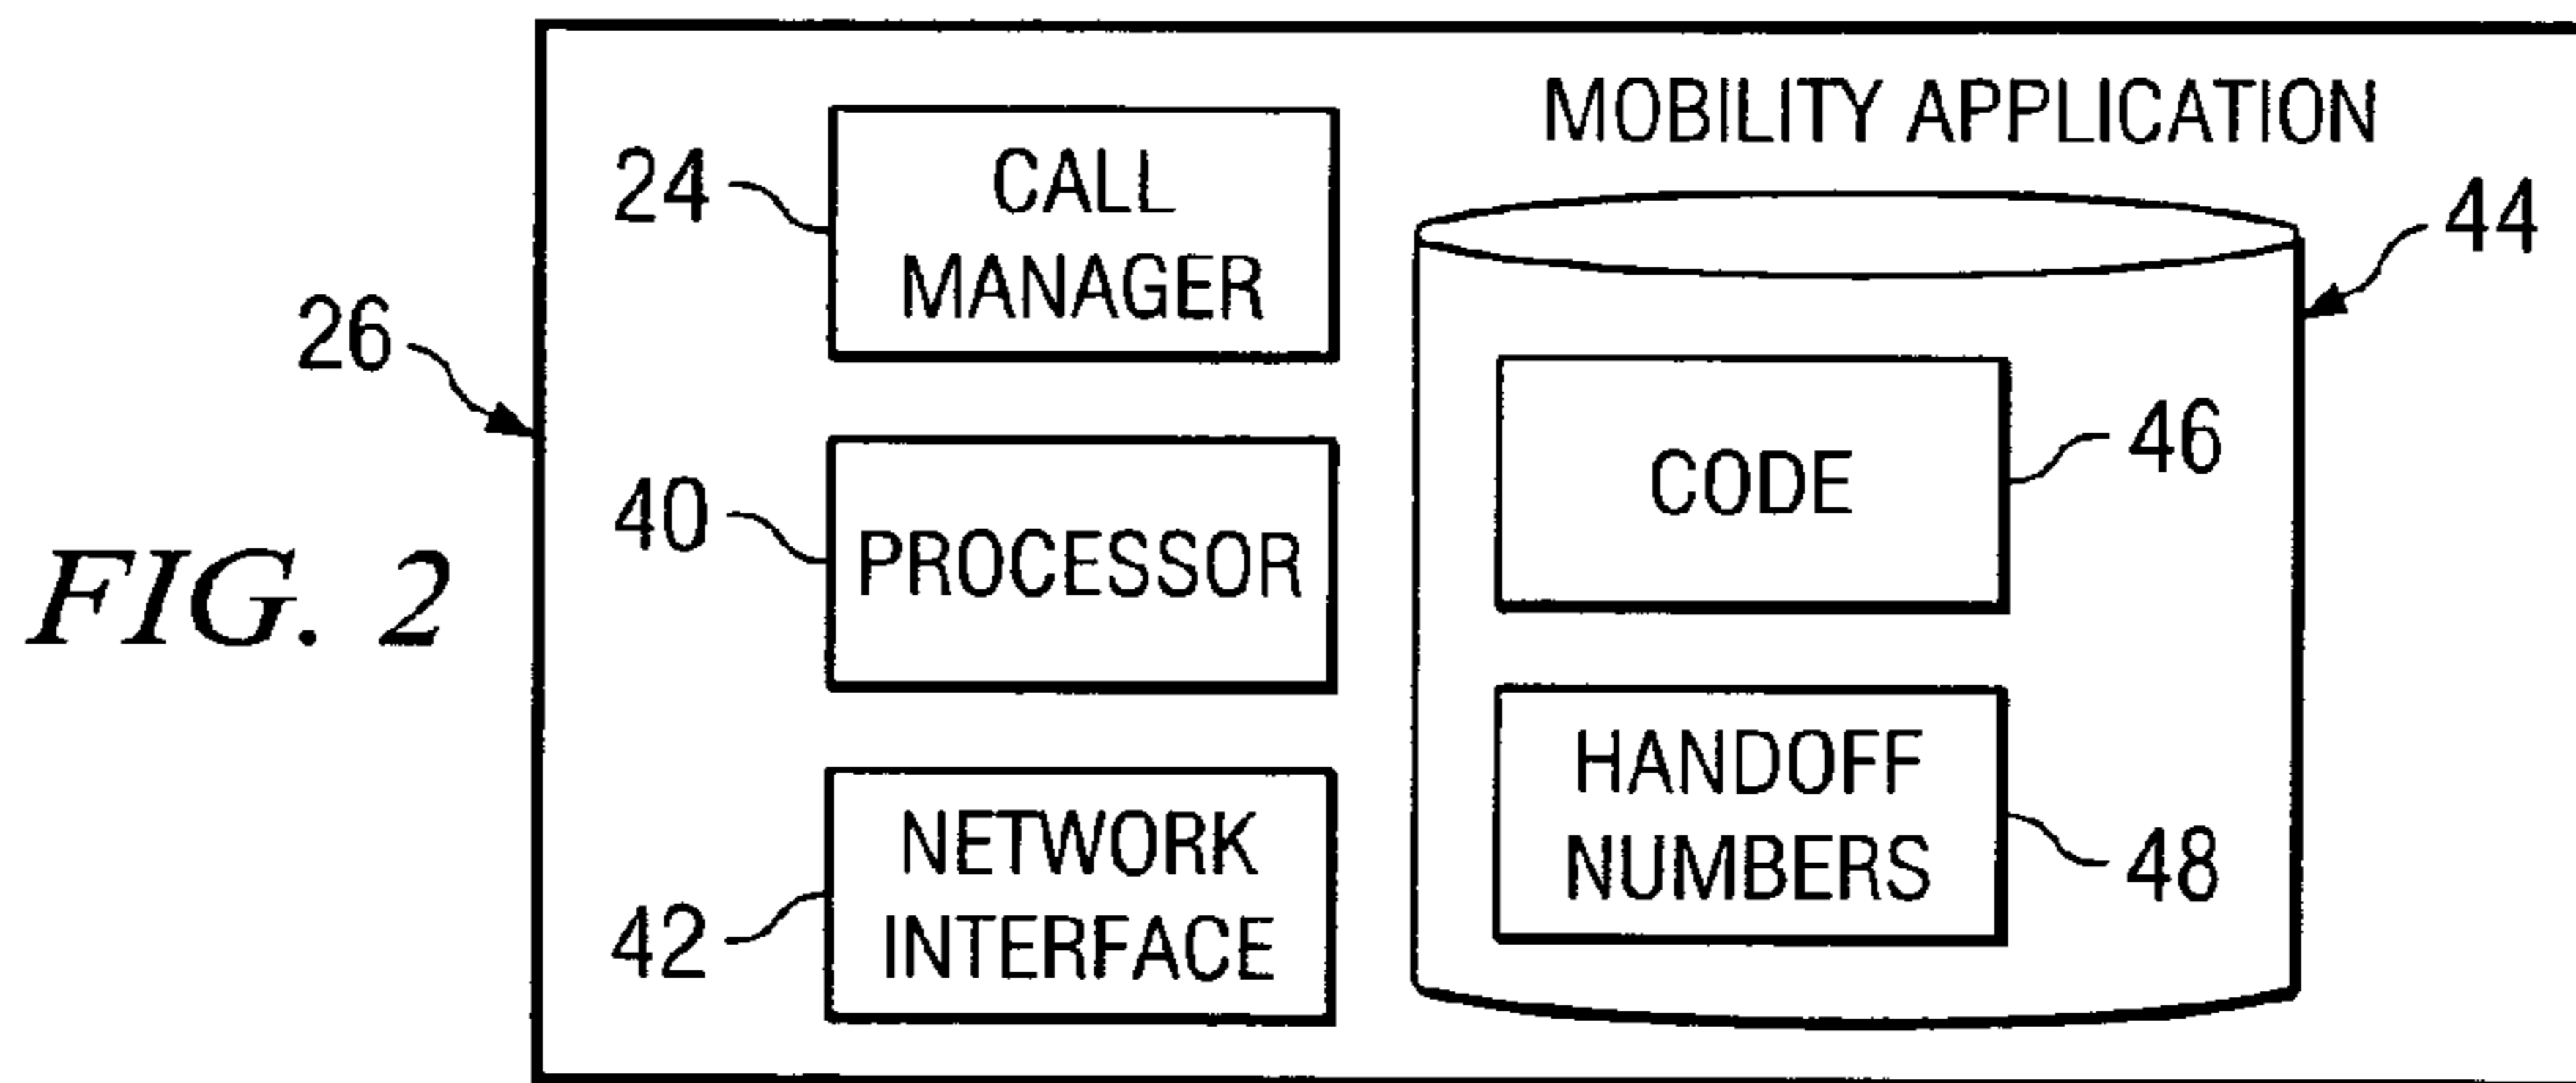 MOBILITY APPLICATION
24
CALL
MANAGER
44
26
CODE
46
40
PROCESSOR
FIG. 2
HANDOFF
NUMBERS
48
NETWORK
INTERFACE
42